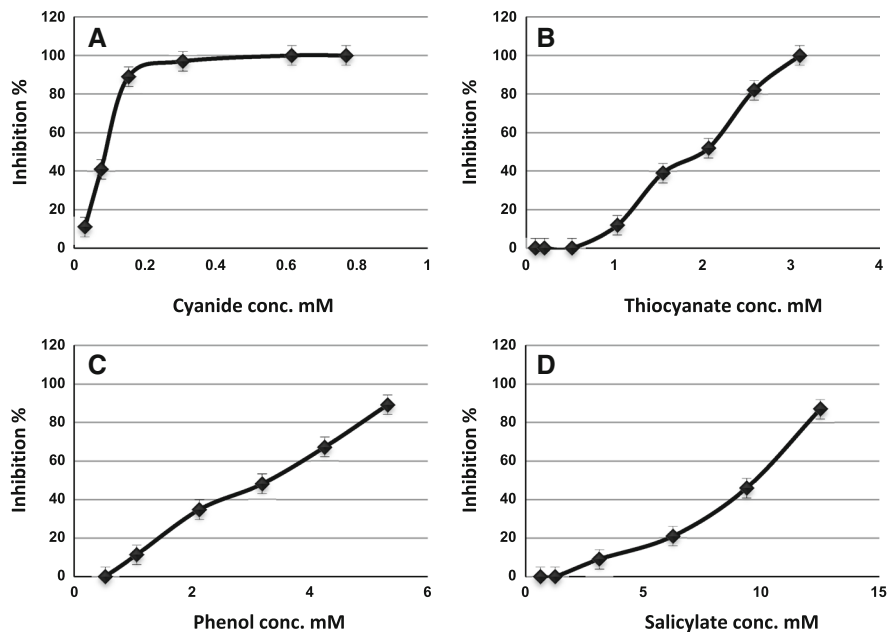 A
Inhibition %
120
100
80
60
40
20
0
0 0.2 0.4 0.6 0.8 1
Cyanide conc. mM
B
Inhibition %
120
100
80
60
40
20
0
0 1 2 3 4
Thiocyanate conc. mM
C
Inhibition %
120
100
80
60
40
20
0
0 2 4 6
Phenol conc. mM
D
Inhibition %
120
100
80
60
40
20
0
0 5 10 15
Salicylate conc. mM